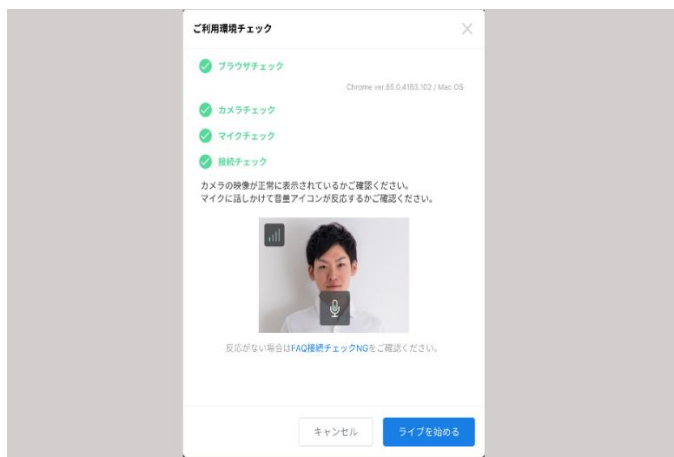 ご利用環境チェック
ブラウザチェック
Chrome ver.85.0.4183.102 / Mac OS
カメラチェック
マイクチェック
接続チェック
カメラの映像が正常に表示されているかご確認ください。
マイクに話しかけて音量アイコンが反応するかご確認ください。
反応がない場合はFAQ接続チェックNGをご確認ください。
キャンセル
ライブを始める